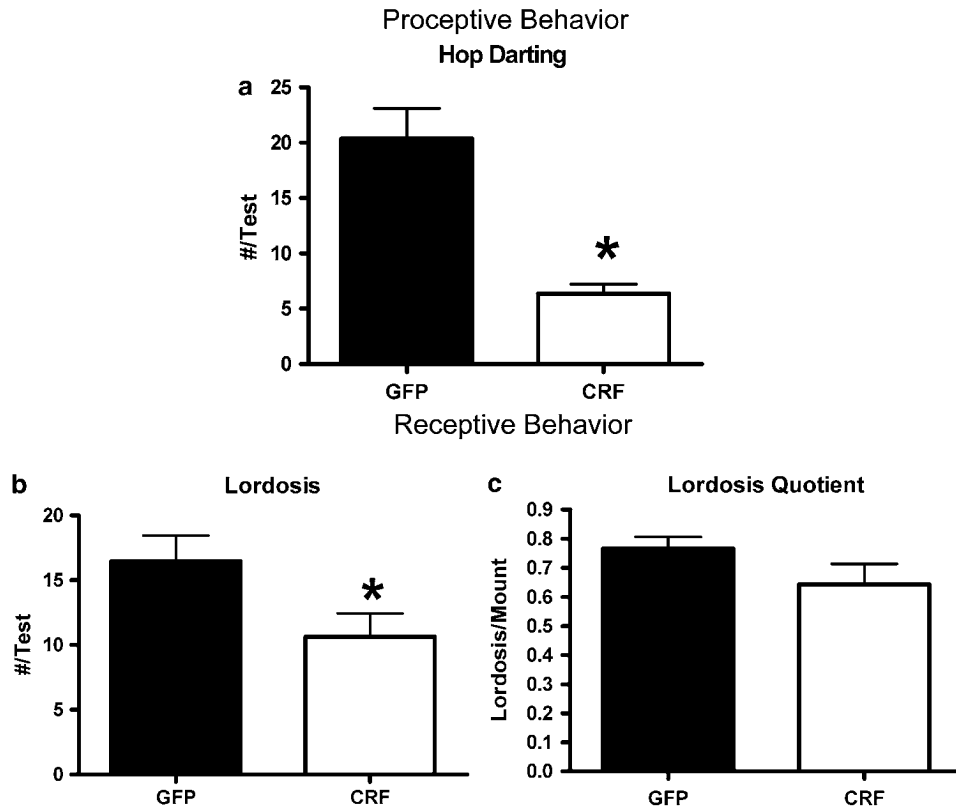 Proceptive Behavior
Hop Darting
a
25
20
15
10
5
0
#/Test
*
GFP
CRF
Receptive Behavior
b
Lordosis
20
15
10
5
0
#/Test
*
GFP
CRF
c
Lordosis Quotient
0.9
0.8
0.7
0.6
0.5
0.4
0.3
0.2
0.1
0.0
Lordosis/Mount
GFP
CRF